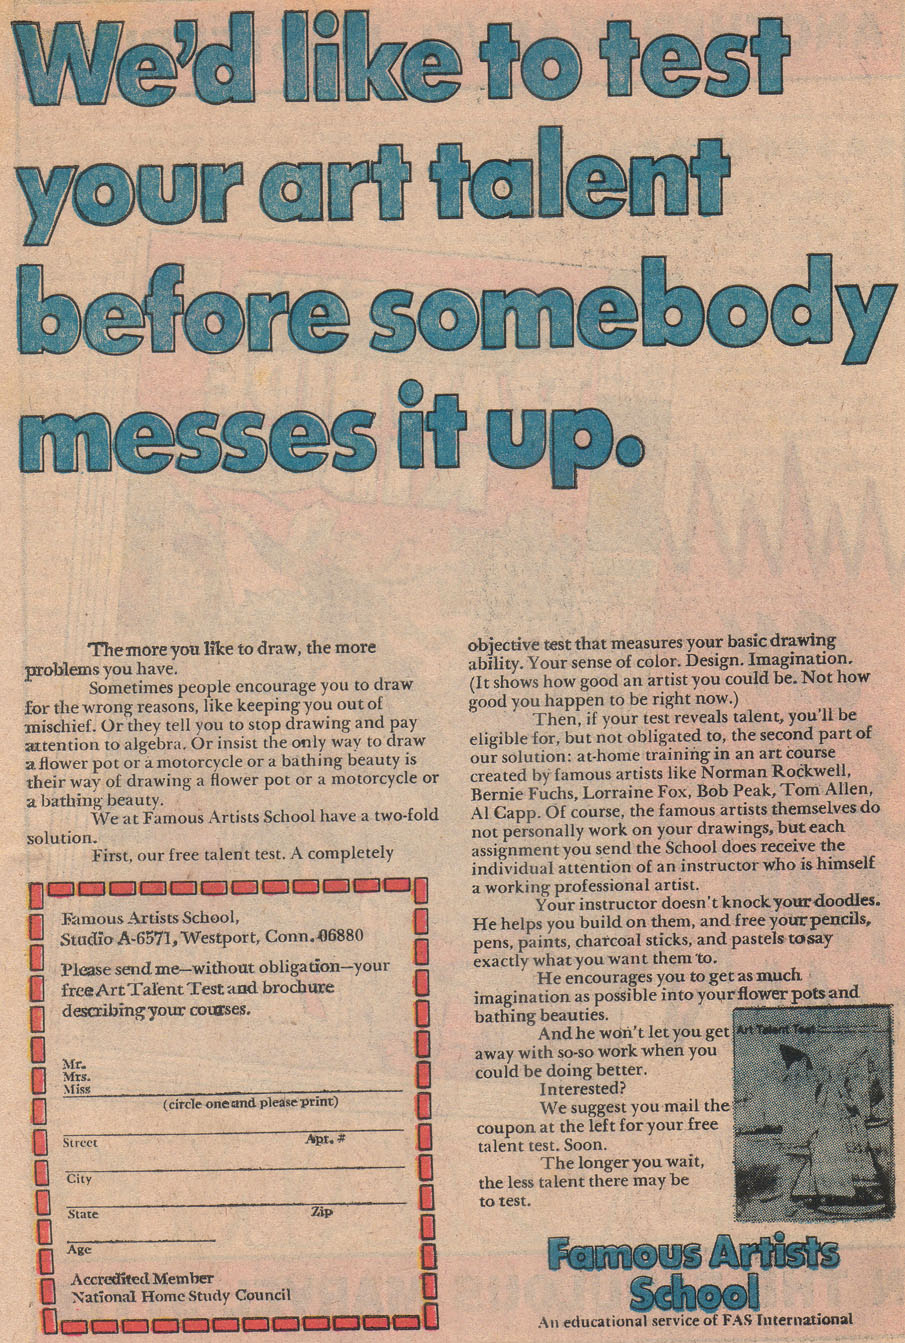 We'd like to test
your art talent
before somebody
messes it up.
The more you like to draw, the more
problems you have.
Sometimes people encourage you to draw
for the wrong reasons, like keeping you out of
mischief. Or they tell you to stop drawing and pay
attention to algebra. Or insist the only way to draw
a flower pot or a motorcycle or a bathing beauty is
their way of drawing a flower pot or a motorcycle or
a bathing beauty.
We at Famous Artists School have a two-fold
solution.
First, our free talent test. A completely
objective test that measures your basic drawing
ability. Your sense of color. Design. Imagination.
(It shows how good an artist you could be. Not how
good you happen to be right now.)
Then, if your test reveals talent, you'll be
eligible for, but not obligated to, the second part of
our solution: at-home training in an art course
created by famous artists like Norman Rockwell,
Bernie Fuchs, Lorraine Fox, Bob Peak, Tom Allen,
Al Capp. Of course, the famous artists themselves do
not personally work on your drawings, but each
assignment you send the School does receive the
individual attention of an instructor who is himself
a working professional artist.
Your instructor doesn't knock your doodles.
He helps you build on them, and free your pencils,
pens, paints, charcoal sticks, and pastels to say
exactly what you want them to.
He encourages you to get as much
imagination as possible into your flower pots and
bathing beauties.
And he won't let you get
away with so-so work when you
could be doing better.
Interested?
We suggest you mail the
coupon at the left for your free
talent test. Soon.
The longer you wait,
the less talent there may be
to test.
Art Talent Test
Famous Artists School,
Studio A-6571, Westport, Conn. 06880
Please send me—without obligation—your
free Art Talent Test and brochure
describing your courses.
Mr.
Mrs.
Miss
(circle one and please print)
Street Apt. #
City
State Zip
Age
Accredited Member
National Home Study Council
Famous Artists
School
An educational service of FAS International